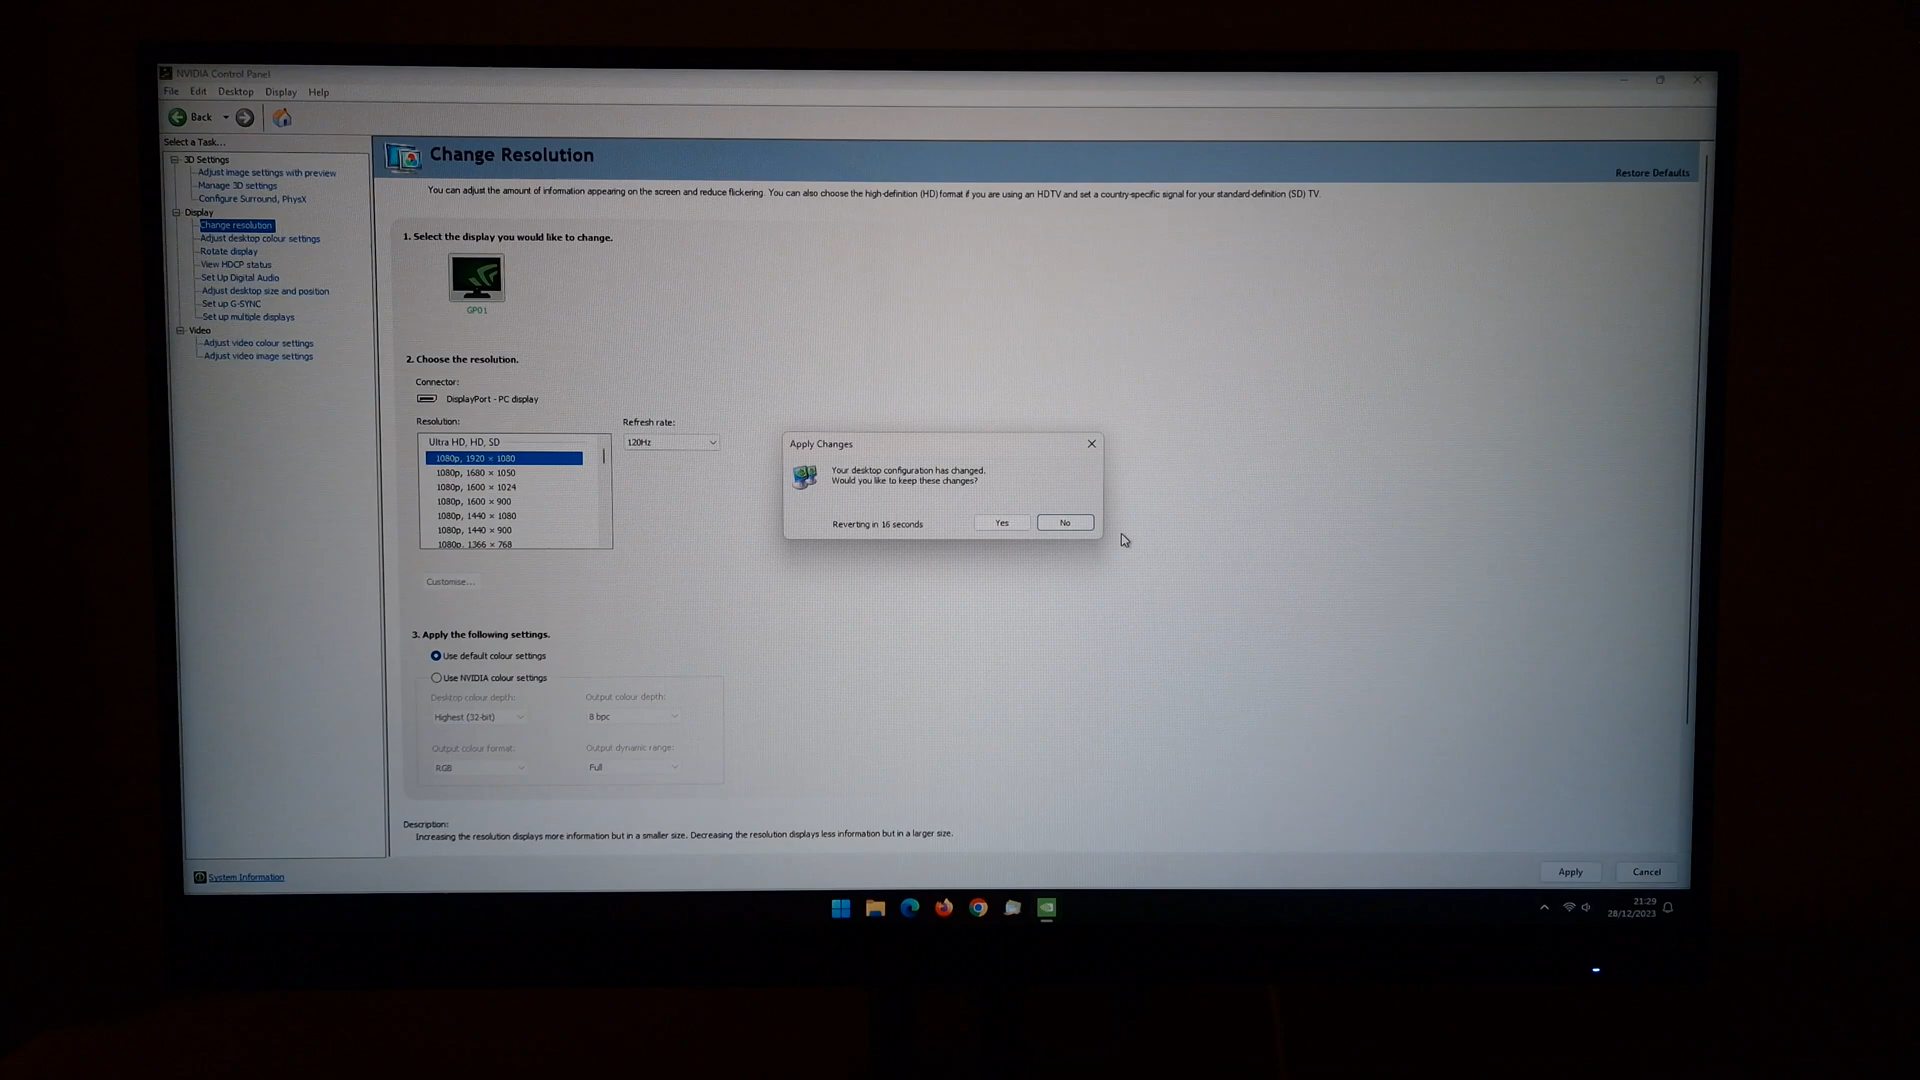 NVIDIA Control Panel
File Edit Desktop Display Help
Back
Select a Task...
3D Settings
Adjust image settings with preview
Manage 3D settings
Configure Surround, PhysX
Display
Change resolution
Adjust desktop colour settings
Rotate display
View HDCP status
Set Up Digital Audio
Adjust desktop size and position
Set up G-SYNC
Set up multiple displays
Video
Adjust video colour settings
Adjust video image settings
System Information
Change Resolution
Restore Defaults
You can adjust the amount of information appearing on the screen and reduce flickering. You can also choose the high-definition (HD) format if you are using an HDTV and set a country-specific signal for your standard-definition (SD) TV.
1. Select the display you would like to change.
GP01
2. Choose the resolution.
Connector:
DisplayPort - PC display
Resolution:
Refresh rate:
Ultra HD, HD, SD
120Hz
1080p, 1920 × 1080
1080p, 1680 × 1050
1080p, 1600 × 1024
1080p, 1600 × 900
1080p, 1440 × 1080
1080p, 1440 × 900
1080p, 1366 × 768
Customise...
Apply Changes
Your desktop configuration has changed.
Would you like to keep these changes?
Reverting in 16 seconds
Yes
No
3. Apply the following settings.
Use default colour settings
Use NVIDIA colour settings
Desktop colour depth:
Output colour depth:
Highest (32-bit)
8 bpc
Output colour format:
Output dynamic range:
RGB
Full
Description:
Increasing the resolution displays more information but in a smaller size. Decreasing the resolution displays less information but in a larger size.
Apply
Cancel
21:29
28/12/2023